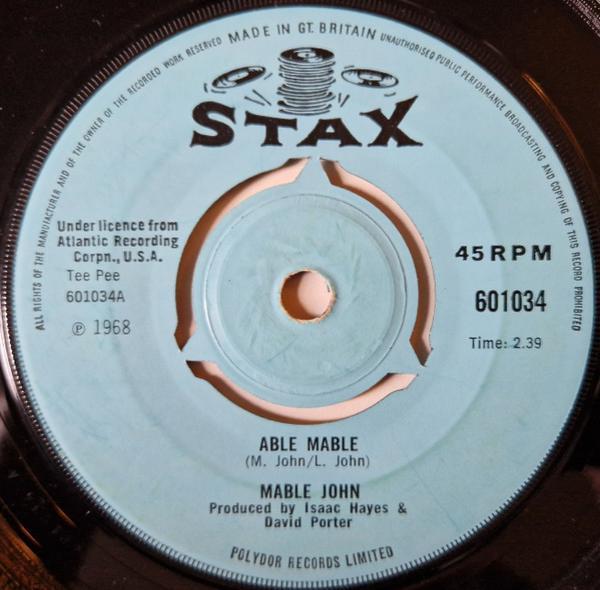 ALL RIGHTS OF THE MANUFACTURER AND OF THE OWNER OF THE RECORDED WORK RESERVED
MADE IN GT. BRITAIN
UNAUTHORISED PUBLIC PERFORMANCE BROADCASTING AND COPYING OF THIS RECORD PROHIBITED
STAX
Under licence from
Atlantic Recording
Corpn., U.S.A.
Tee Pee
601034A
℗ 1968
45 RPM
601034
Time: 2.39
ABLE MABLE
(M. John/L. John)
MABLE JOHN
Produced by Isaac Hayes &
David Porter
POLYDOR RECORDS LIMITED